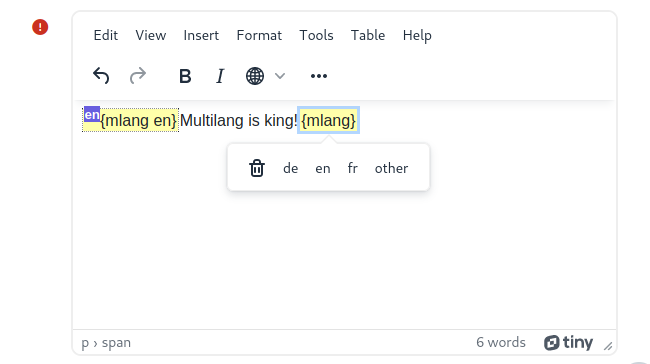 Edit View Insert Format Tools Table Help
B I
en{mlang en}Multilang is king!{mlang}
de en fr other
p › span 6 words tiny